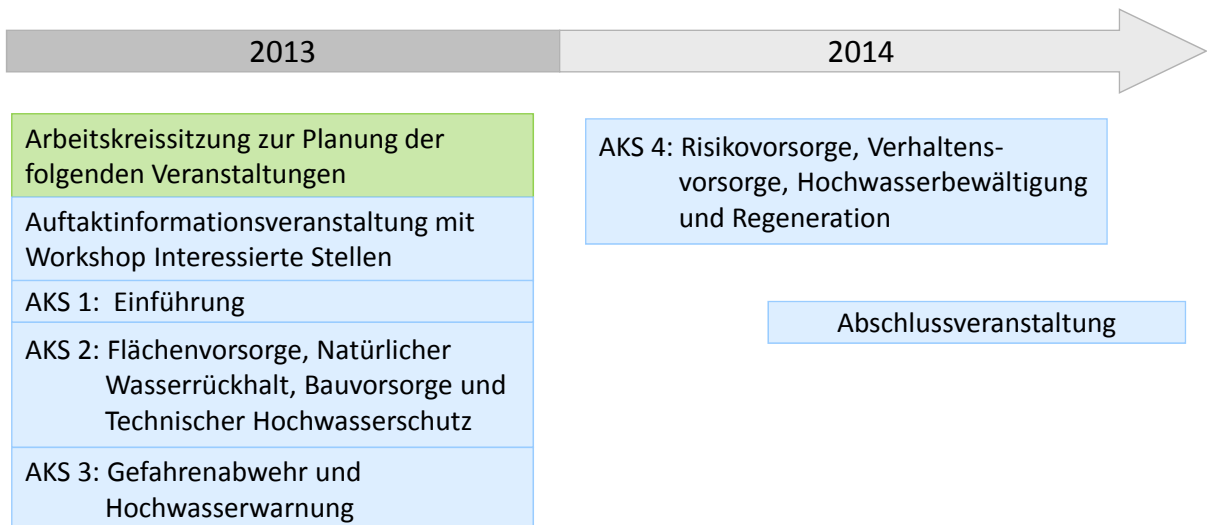 2013
2014
Arbeitskreissitzung zur Planung der
folgenden Veranstaltungen
Auftaktinformationsveranstaltung mit
Workshop Interessierte Stellen
AKS 1: Einführung
AKS 2: Flächenvorsorge, Natürlicher
Wasserrückhalt, Bauvorsorge und
Technischer Hochwasserschutz
AKS 3: Gefahrenabwehr und
Hochwasserwarnung
AKS 4: Risikovorsorge, Verhaltens-
vorsorge, Hochwasserbewältigung
und Regeneration
Abschlussveranstaltung